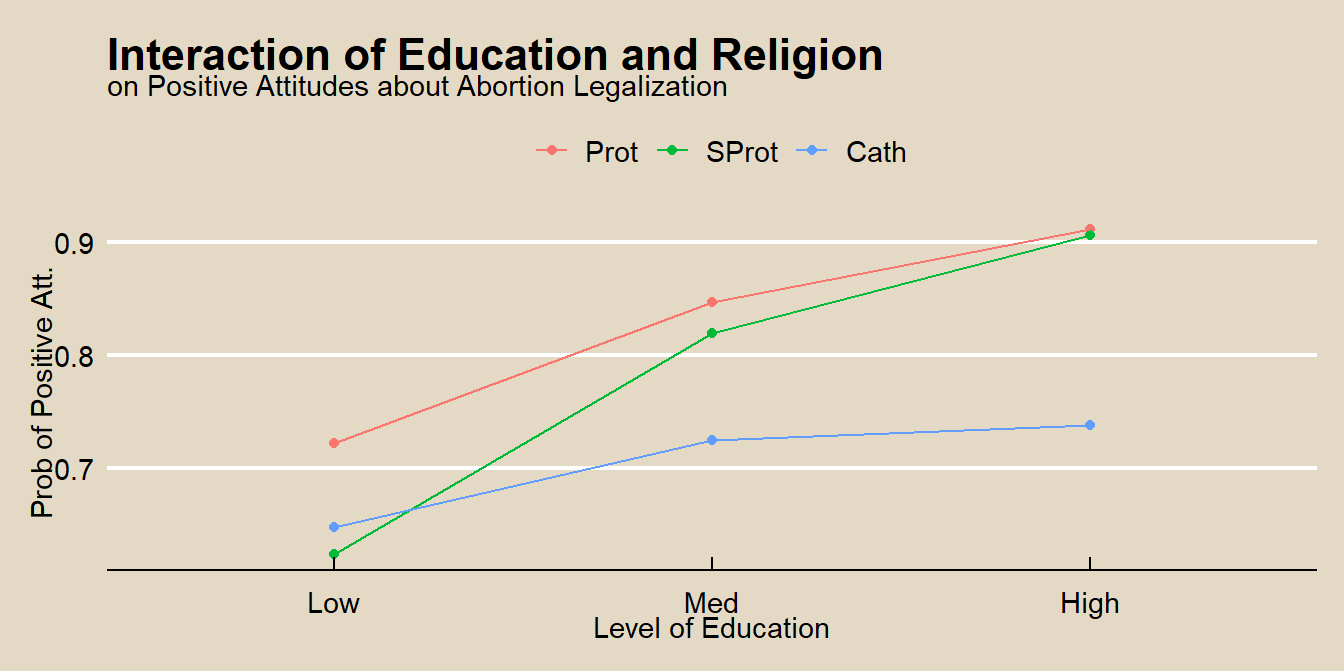 Interaction of Education and Religion
on Positive Attitudes about Abortion Legalization
Prot SProt Cath
0.9
0.8
0.7
Prob of Positive Att.
Low Med High
Level of Education